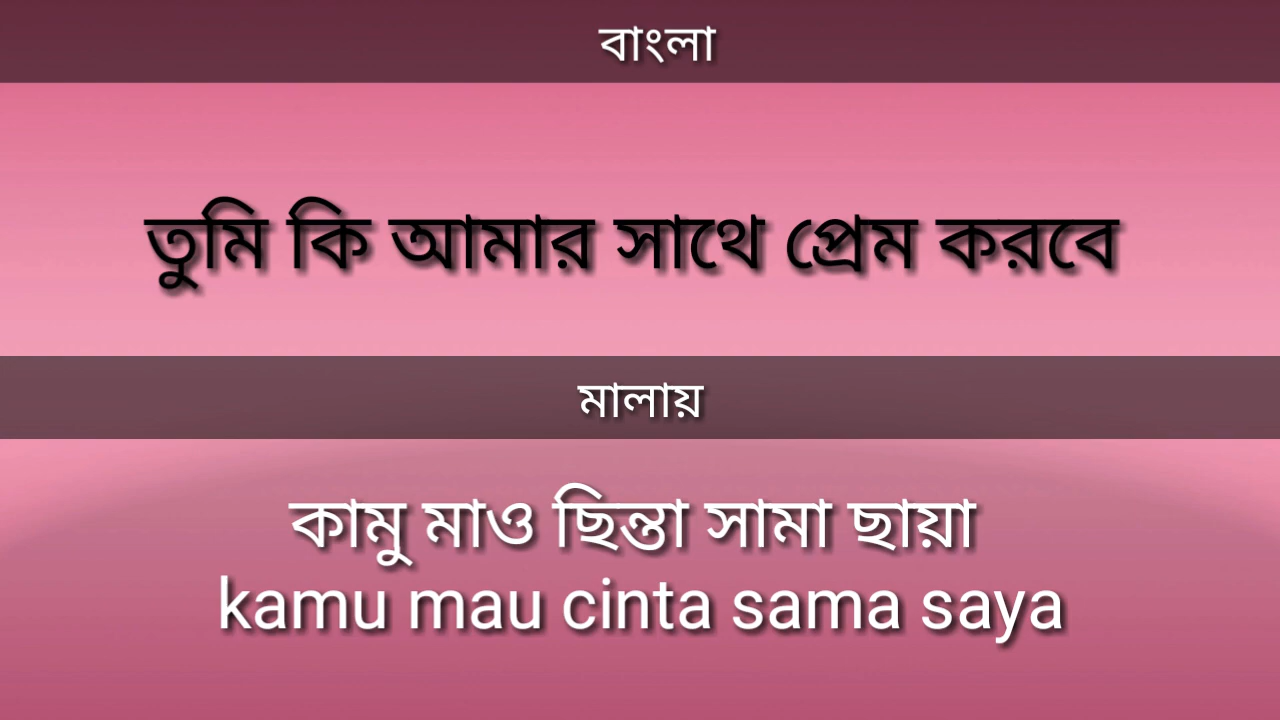 বাংলা
তুমি কি আমার সাথে প্রেম করবে
মালায়
কামু মাও ছিন্তা সামা ছায়া
kamu mau cinta sama saya